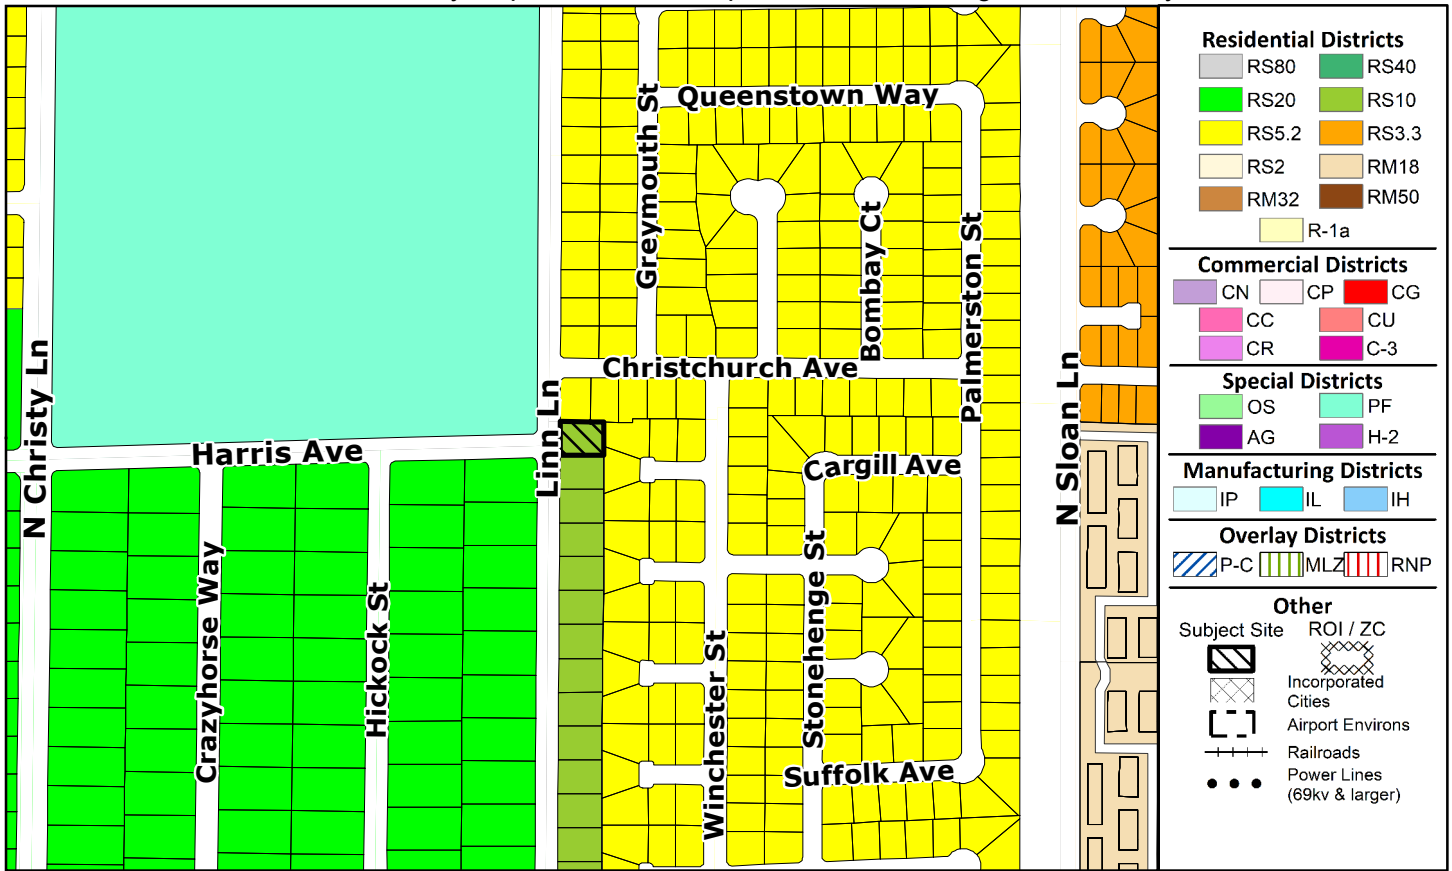 Queenstown Way
Greymouth St
Bombay Ct
Palmerston St
Christchurch Ave
N Christy Ln
Linn Ln
N Sloan Ln
Harris Ave
Cargill Ave
Crazyhorse Way
Hickock St
Stonehenge St
Winchester St
Suffolk Ave
Residential Districts
RS80 RS40
RS20 RS10
RS5.2 RS3.3
RS2 RM18
RM32 RM50
R-1a
Commercial Districts
CN CP CG
CC CU
CR C-3
Special Districts
OS PF
AG H-2
Manufacturing Districts
IP IL IH
Overlay Districts
P-C MLZ RNP
Other
Subject Site ROI / ZC
Incorporated
Cities
Airport Environs
Railroads
Power Lines
(69kv & larger)